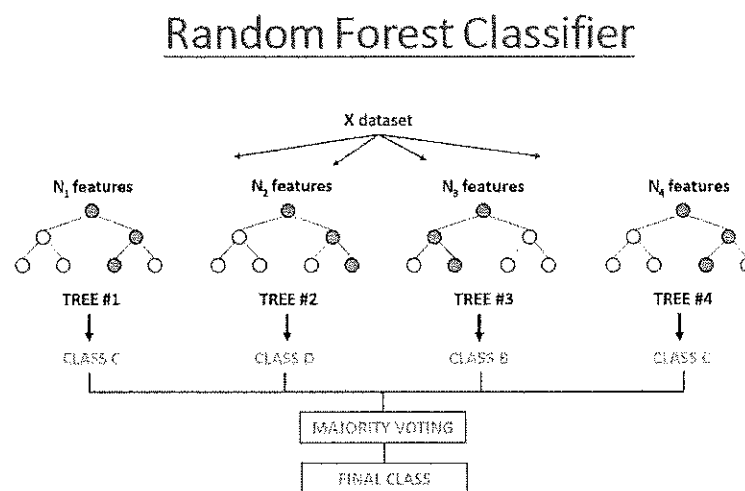 Random Forest Classifier
X dataset
N₁ features N₂ features N₃ features N₄ features
TREE #1 TREE #2 TREE #3 TREE #4
CLASS C CLASS D CLASS B CLASS C
MAJORITY VOTING
FINAL CLASS